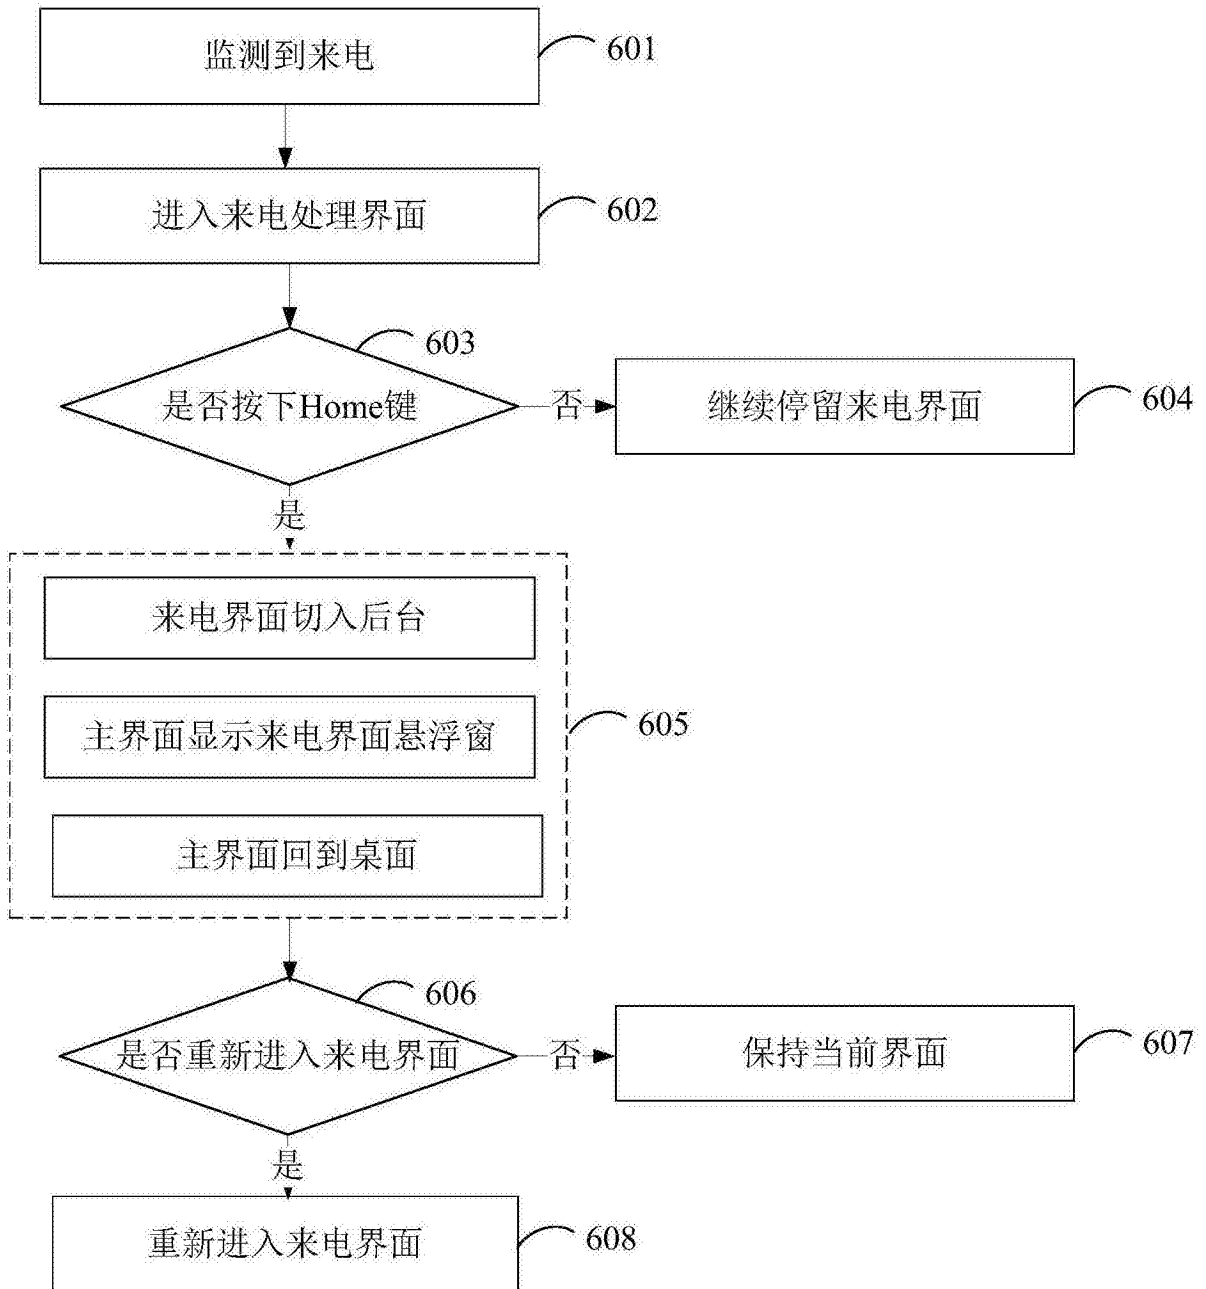 监测到来电
601
进入来电处理界面
602
603
是否按下Home键
否
继续停留来电界面
604
是
来电界面切入后台
主界面显示来电界面悬浮窗
605
主界面回到桌面
606
是否重新进入来电界面
否
保持当前界面
607
是
重新进入来电界面
608